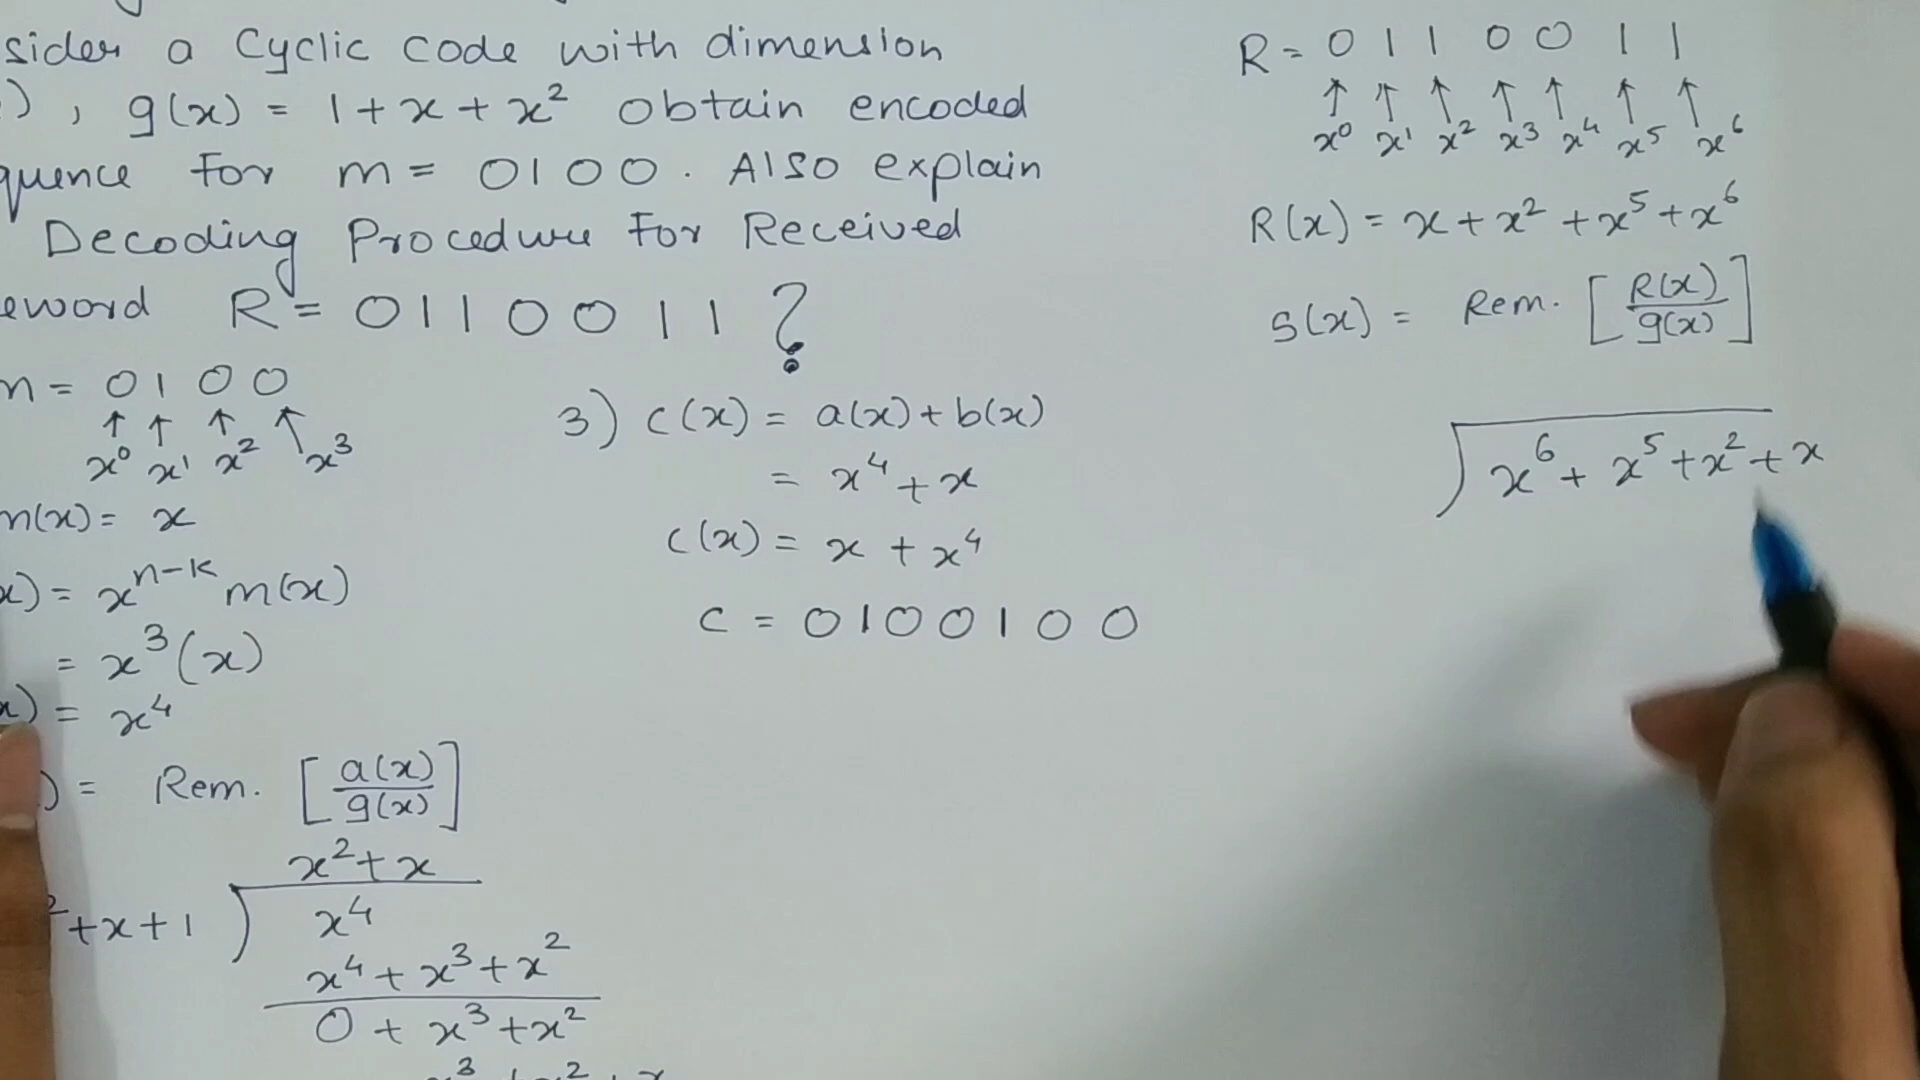 sider a Cyclic code with dimension
), g(x) = 1 + x + x² obtain encoded
quence for m = 0100. Also explain
Decoding Procedure For Received
eword R = 0110011 ?
m = 0100
x⁰ x¹ x² x³
m(x) = x
x) = xⁿ⁻ᵏ m(x)
= x³(x)
x) = x⁴
) = Rem. [a(x)/g(x)]
x² + x
²+x+1 ) x⁴
x⁴ + x³ + x²
0 + x³ + x²
x³ + x² + x
3) c(x) = a(x) + b(x)
= x⁴ + x
c(x) = x + x⁴
c = 0100100
R = 0110011
x⁰ x¹ x² x³ x⁴ x⁵ x⁶
R(x) = x + x² + x⁵ + x⁶
S(x) = Rem. [R(x)/g(x)]
x⁶ + x⁵ + x² + x